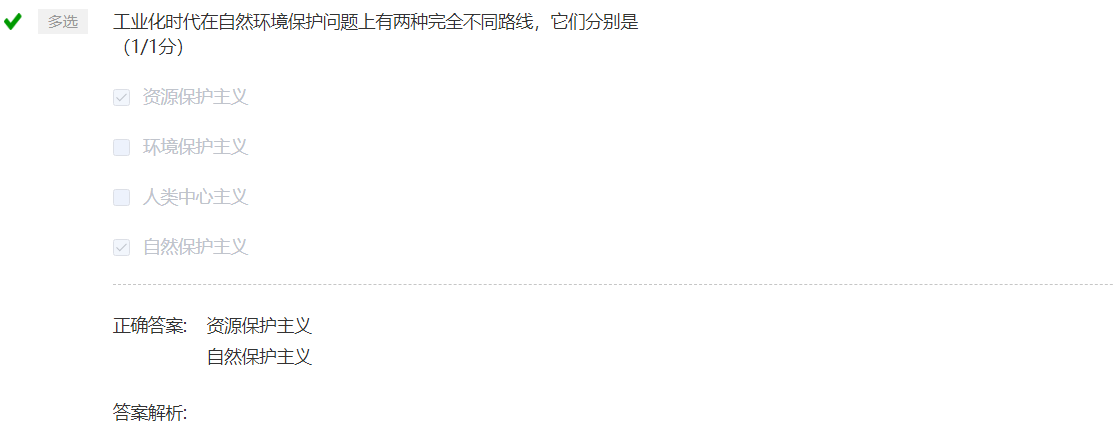 多选
工业化时代在自然环境保护问题上有两种完全不同路线，它们分别是
（1/1分）
资源保护主义
环境保护主义
人类中心主义
自然保护主义
正确答案: 资源保护主义
自然保护主义
答案解析: